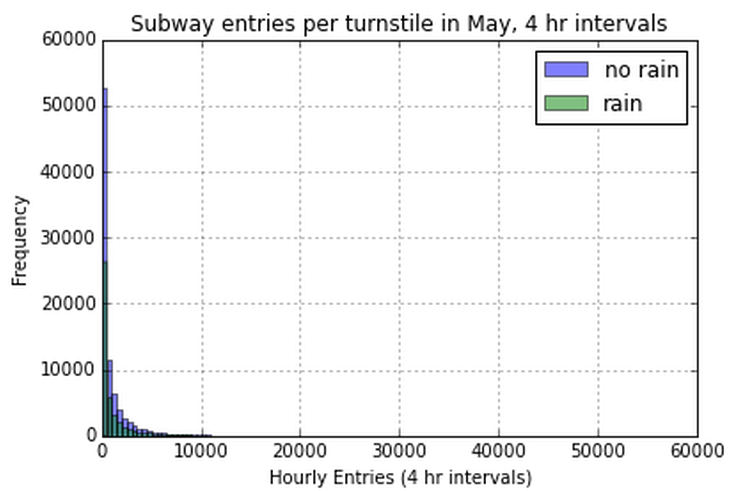 Subway entries per turnstile in May, 4 hr intervals
no rain
rain
Frequency
60000
50000
40000
30000
20000
10000
0
0 10000 20000 30000 40000 50000 60000
Hourly Entries (4 hr intervals)